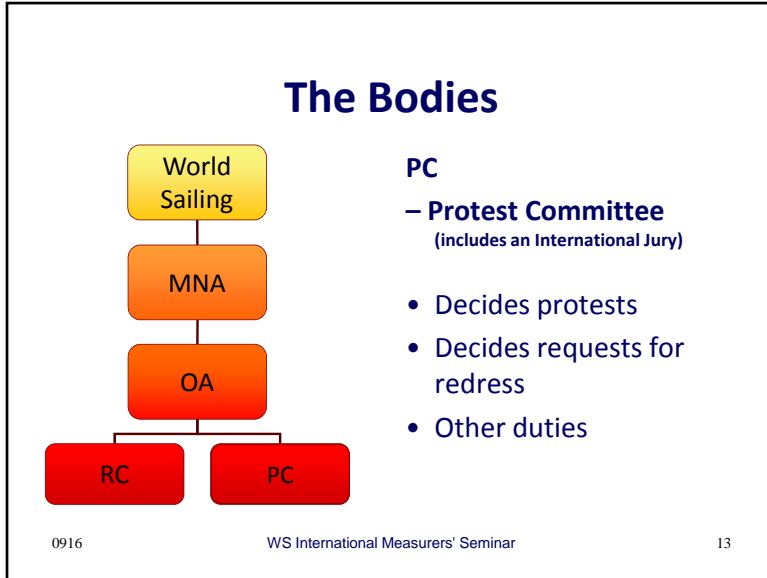 The Bodies
World
Sailing
MNA
OA
RC
PC
PC
– Protest Committee
(includes an International Jury)
• Decides protests
• Decides requests for
redress
• Other duties
0916
WS International Measurers' Seminar
13